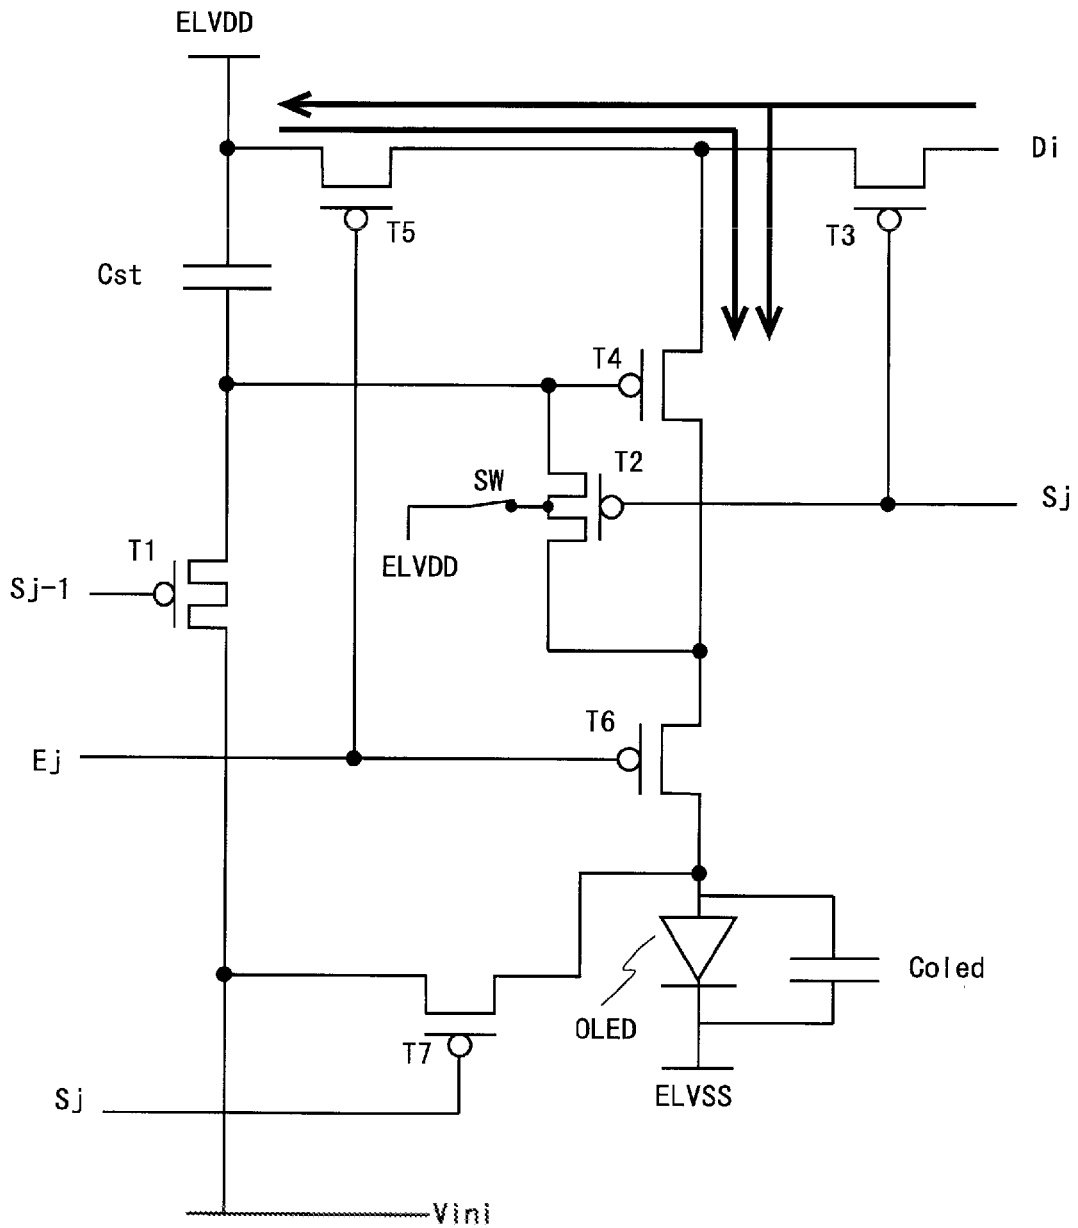 ELVDD
Di
T5
T3
Cst
T4
T2
SW
Sj
ELVDD
T1
Sj-1
T6
Ej
Coled
OLED
T7
Sj
ELVSS
Vini